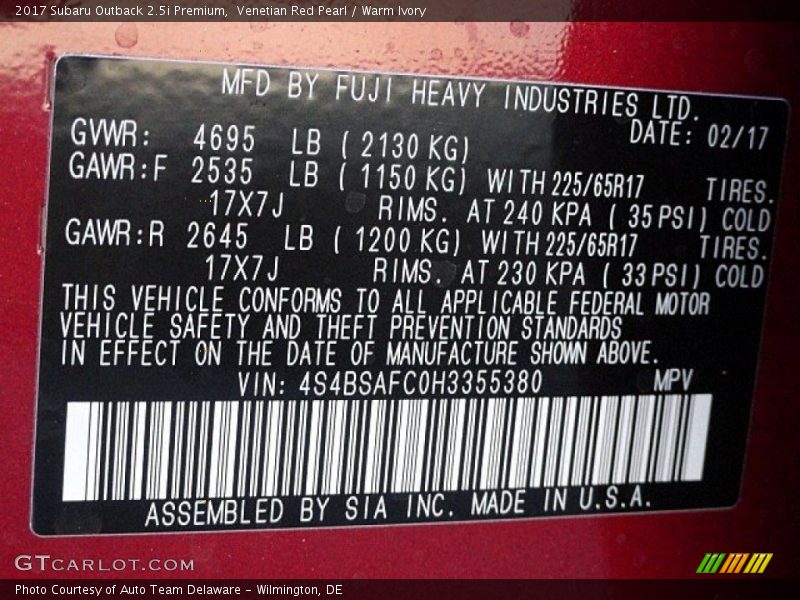 2017 Subaru Outback 2.5i Premium,  Venetian Red Pearl / Warm Ivory
MFD BY FUJI HEAVY INDUSTRIES LTD.
GVWR: 4695 LB ( 2130 KG) DATE: 02/17
GAWR:F 2535 LB ( 1150 KG) WITH 225/65R17 TIRES.
17X7J RIMS. AT 240 KPA ( 35 PSI) COLD
GAWR:R 2645 LB ( 1200 KG) WITH 225/65R17 TIRES.
17X7J RIMS. AT 230 KPA ( 33 PSI) COLD
THIS VEHICLE CONFORMS TO ALL APPLICABLE FEDERAL MOTOR
VEHICLE SAFETY AND THEFT PREVENTION STANDARDS
IN EFFECT ON THE DATE OF MANUFACTURE SHOWN ABOVE.
VIN: 4S4BSAFC0H3355380 MPV
ASSEMBLED BY SIA INC. MADE IN U.S.A.
GTCARLOT.COM
Photo Courtesy of Auto Team Delaware - Wilmington, DE